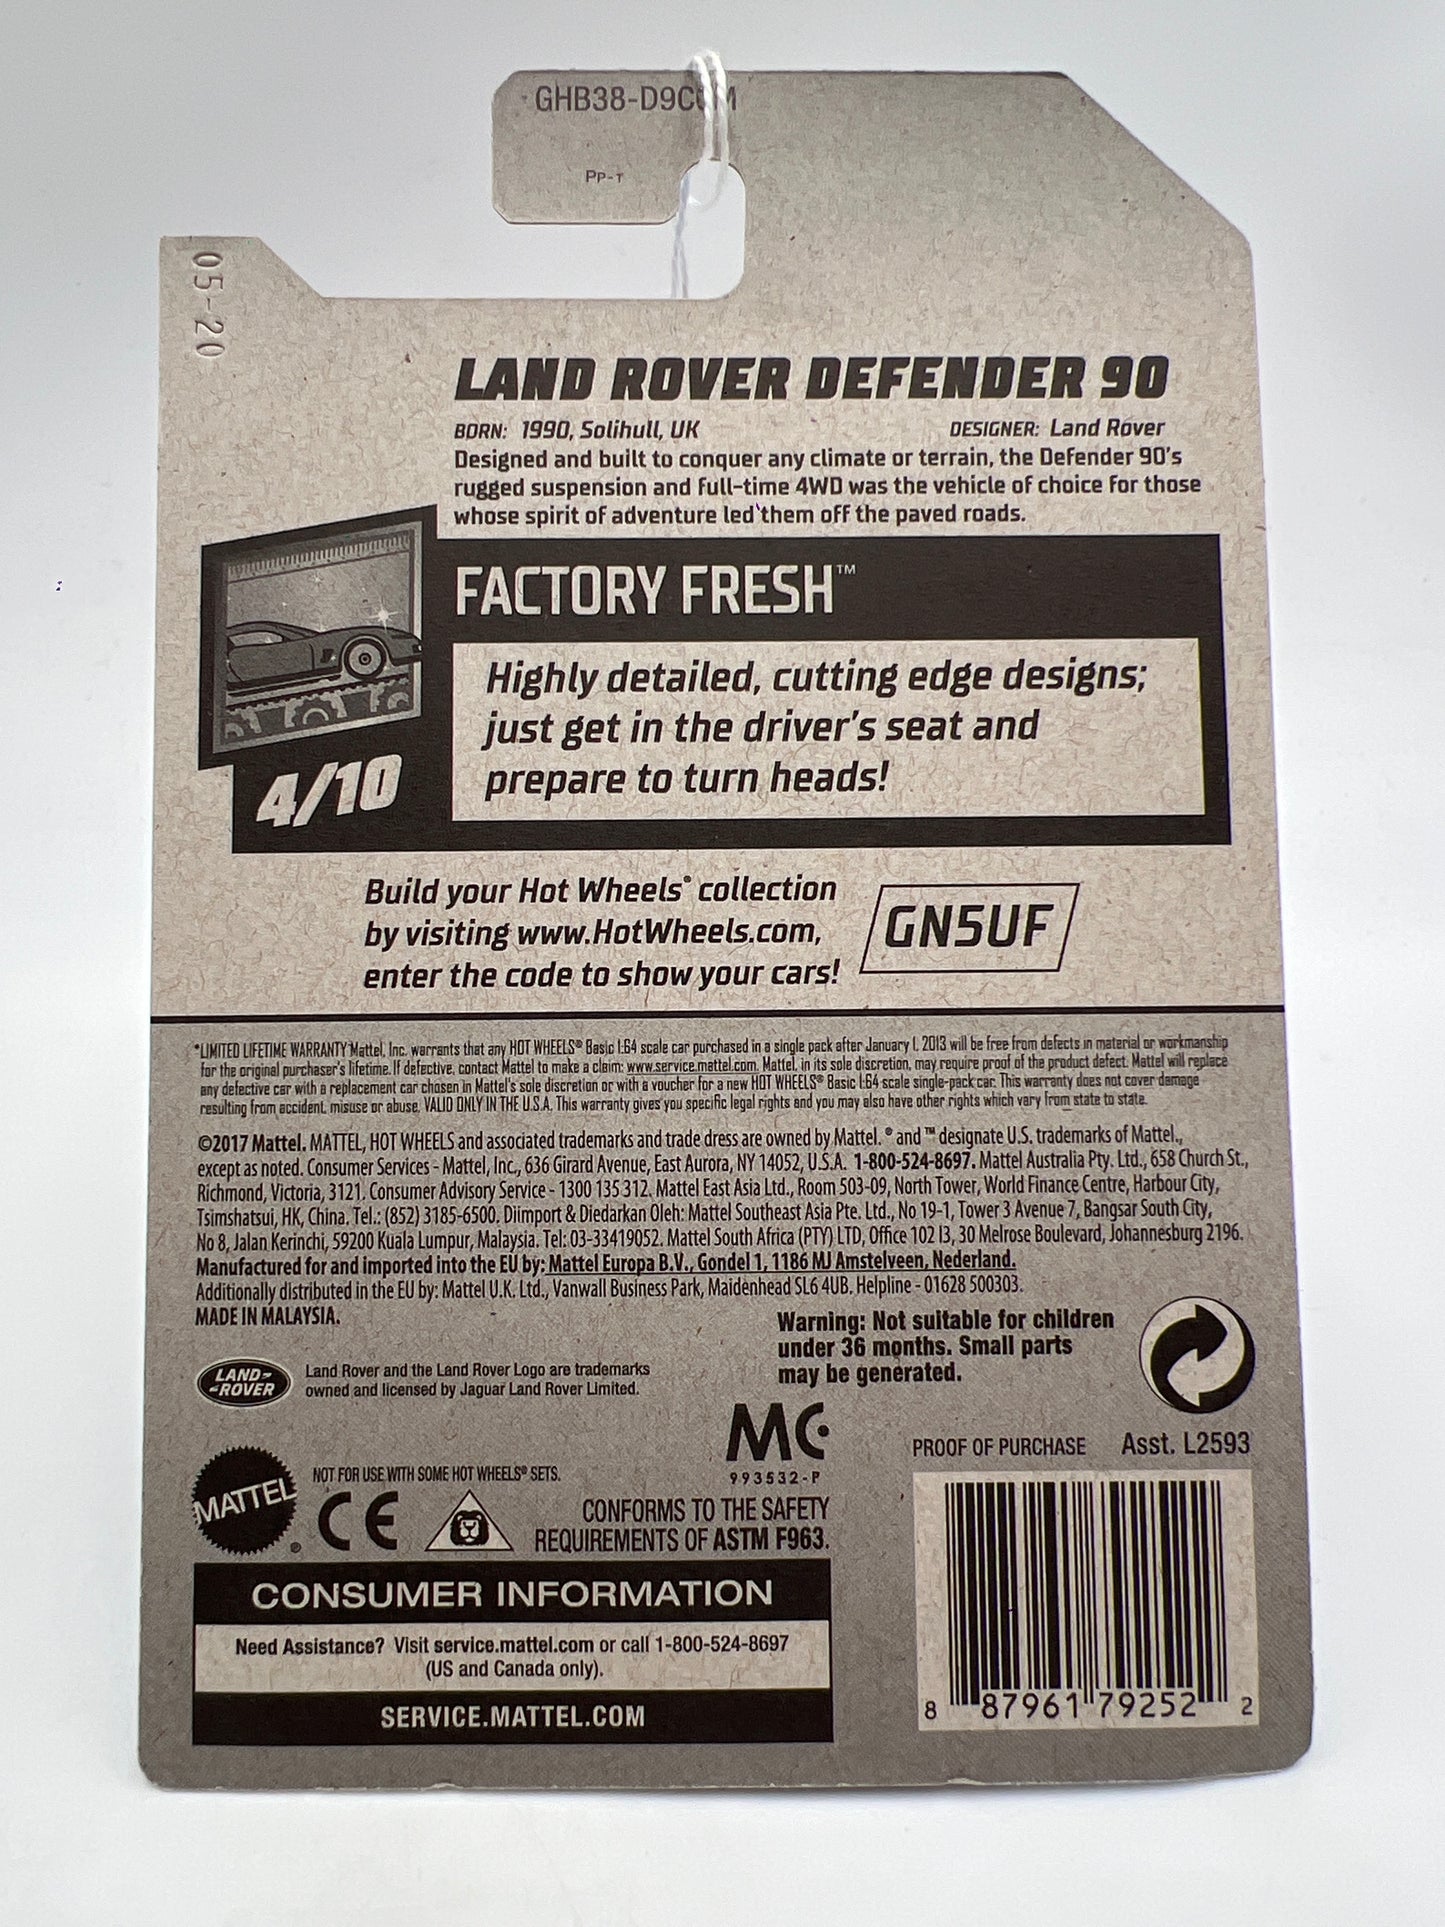 GHB38-D9C0M
PP-T
05-20
LAND ROVER DEFENDER 90
BORN: 1990, Solihull, UK DESIGNER: Land Rover
Designed and built to conquer any climate or terrain, the Defender 90's
rugged suspension and full-time 4WD was the vehicle of choice for those
whose spirit of adventure led them off the paved roads.
FACTORY FRESH™
Highly detailed, cutting edge designs;
just get in the driver's seat and
prepare to turn heads!
4/10
Build your Hot Wheels® collection
by visiting www.HotWheels.com,
enter the code to show your cars!
GN5UF
*LIMITED LIFETIME WARRANTY Mattel, Inc. warrants that any HOT WHEELS® Basic 1:64 scale car purchased in a single pack after January 1, 2013 will be free from defects in material or workmanship
for the original purchaser's lifetime. If defective, contact Mattel to make a claim: www.service.mattel.com. Mattel, in its sole discretion, may require proof of the product defect. Mattel will replace
any defective car with a replacement car chosen in Mattel's sole discretion or with a voucher for a new HOT WHEELS® Basic 1:64 scale single-pack car. This warranty does not cover damage
resulting from accident, misuse or abuse. VALID ONLY IN THE U.S.A. This warranty gives you specific legal rights and you may also have other rights which vary from state to state.
©2017 Mattel. MATTEL, HOT WHEELS and associated trademarks and trade dress are owned by Mattel. ® and ™ designate U.S. trademarks of Mattel.,
except as noted. Consumer Services - Mattel, Inc., 636 Girard Avenue, East Aurora, NY 14052, U.S.A. 1-800-524-8697. Mattel Australia Pty. Ltd., 658 Church St.,
Richmond, Victoria, 3121. Consumer Advisory Service - 1300 135 312. Mattel East Asia Ltd., Room 503-09, North Tower, World Finance Centre, Harbour City,
Tsimshatsui, HK, China. Tel.: (852) 3185-6500. Diimport & Diedarkan Oleh: Mattel Southeast Asia Pte. Ltd., No 19-1, Tower 3 Avenue 7, Bangsar South City,
No 8, Jalan Kerinchi, 59200 Kuala Lumpur, Malaysia. Tel: 03-33419052. Mattel South Africa (PTY) LTD, Office 102 I3, 30 Melrose Boulevard, Johannesburg 2196.
Manufactured for and imported into the EU by: Mattel Europa B.V., Gondel 1, 1186 MJ Amstelveen, Nederland.
Additionally distributed in the EU by: Mattel U.K. Ltd., Vanwall Business Park, Maidenhead SL6 4UB. Helpline - 01628 500303.
MADE IN MALAYSIA.
Warning: Not suitable for children
under 36 months. Small parts
may be generated.
LAND-
-ROVER
Land Rover and the Land Rover Logo are trademarks
owned and licensed by Jaguar Land Rover Limited.
MC
993532-P
PROOF OF PURCHASE Asst. L2593
MATTEL®
NOT FOR USE WITH SOME HOT WHEELS® SETS.
CE
CONFORMS TO THE SAFETY
REQUIREMENTS OF ASTM F963.
CONSUMER INFORMATION
Need Assistance? Visit service.mattel.com or call 1-800-524-8697
(US and Canada only).
SERVICE.MATTEL.COM
8 87961 79252 2